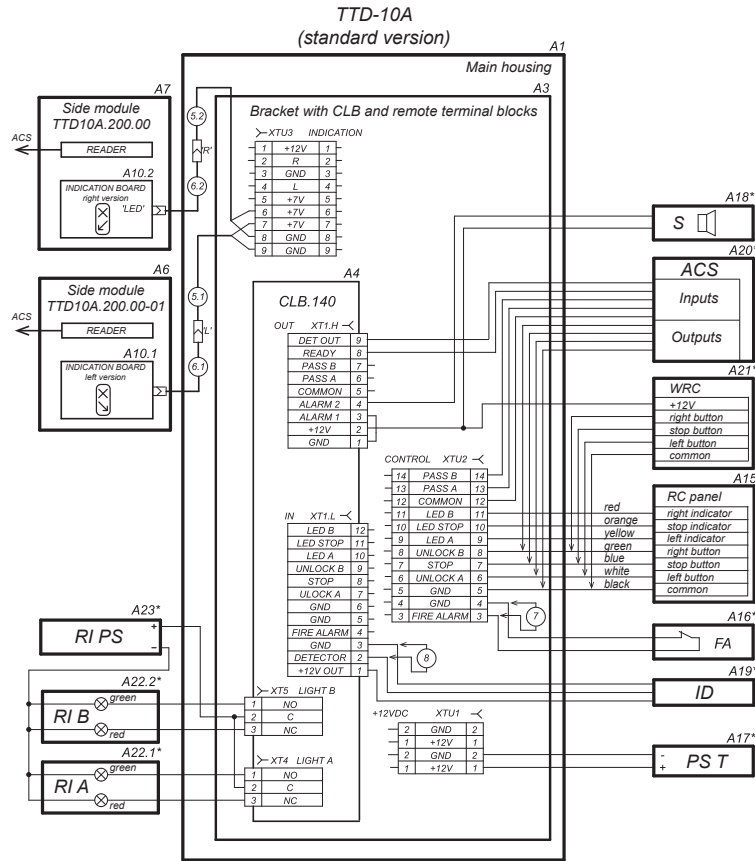 TTD-10A
(standard version)
A1
Main housing
A3
Bracket with CLB and remote terminal blocks
A7
Side module
TTD10A.200.00
ACS
READER
A10.2
INDICATION BOARD
right version
'LED'
5.2
'R'
6.2
XTU3 INDICATION
1 +12V 1
2 R 2
3 GND 3
4 L 4
5 +7V 5
6 +7V 6
7 +7V 7
8 GND 8
9 GND 9
A6
Side module
TTD10A.200.00-01
ACS
READER
A10.1
INDICATION BOARD
left version
5.1
'L'
6.1
A4
CLB.140
OUT XT1.H
DET OUT 9
READY 8
PASS B 7
PASS A 6
COMMON 5
ALARM 2 4
ALARM 1 3
+12V 2
GND 1
CONTROL XTU2
14 PASS B 14
13 PASS A 13
12 COMMON 12
11 LED B 11
10 LED STOP 10
9 LED A 9
8 UNLOCK B 8
7 STOP 7
6 UNLOCK A 6
5 GND 5
4 GND 4
3 FIRE ALARM 3
7
IN XT1.L
LED B 12
LED STOP 11
LED A 10
UNLOCK B 9
STOP 8
ULOCK A 7
GND 6
GND 5
FIRE ALARM 4
GND 3
DETECTOR 2
+12V OUT 1
8
XT5 LIGHT B
1 NO
2 C
3 NC
XT4 LIGHT A
1 NO
2 C
3 NC
+12VDC XTU1
2 GND 2
1 +12V 1
2 GND 2
1 +12V 1
A23*
RI PS
+
–
A22.2*
RI B
green
red
A22.1*
RI A
green
red
A18*
S
A20*
ACS
Inputs
Outputs
A21*
WRC
+12V
right button
stop button
left button
common
A15
RC panel
red right indicator
orange stop indicator
yellow left indicator
green right button
blue stop button
white left button
black common
A16*
FA
A19*
ID
A17*
-
+
PS T